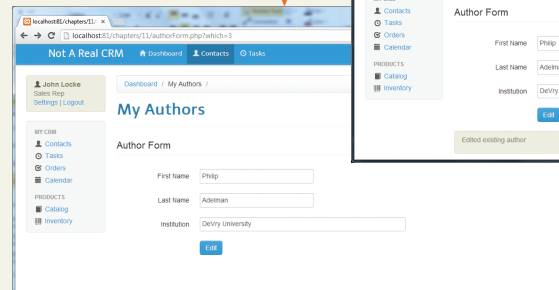 localhost:81/chapters/11/
localhost:81/chapters/11/authorForm.php?which=3
Not A Real CRM Dashboard Contacts Tasks
John Locke
Sales Rep
Settings | Logout
Dashboard / My Authors /
My Authors
MY CRM
Contacts
Tasks
Orders
Calendar
PRODUCTS
Catalog
Inventory
Author Form
First Name Philip
Last Name Adelman
Institution DeVry University
Edit
Contacts
Tasks
Orders
Calendar
PRODUCTS
Catalog
Inventory
Author Form
First Name Philip
Last Name Adelma
Institution DeVry
Edit
Edited existing author